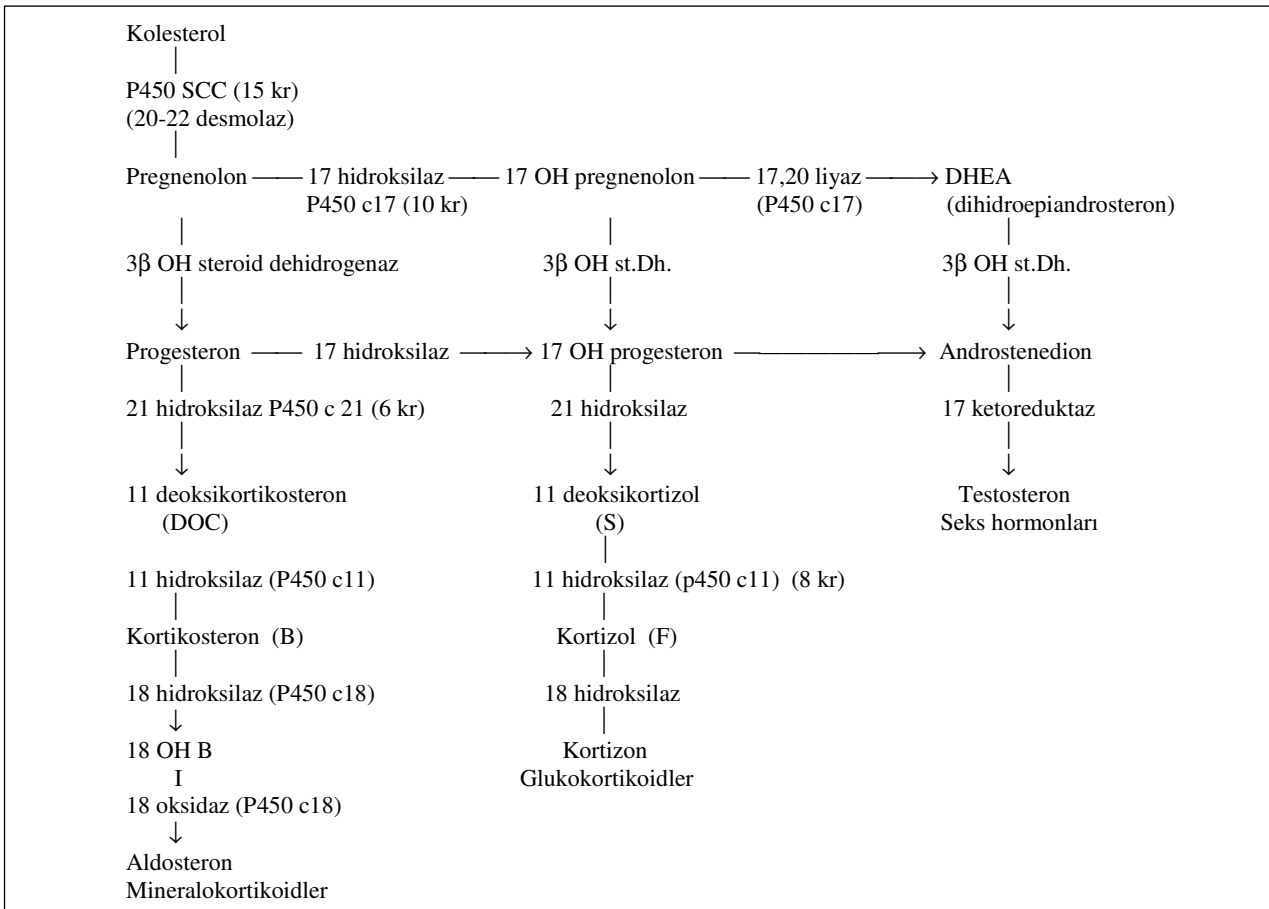 Kolesterol
P450 SCC (15 kr)
(20-22 desmolaz)
Pregnenolon 17 hidroksilaz 17 OH pregnenolon 17,20 liyaz DHEA
P450 c17 (10 kr) (P450 c17) (dihidroepiandrosteron)
3β OH steroid dehidrogenaz 3β OH st.Dh. 3β OH st.Dh.
Progesteron 17 hidroksilaz 17 OH progesteron Androstenedion
21 hidroksilaz P450 c 21 (6 kr) 21 hidroksilaz 17 ketoreduktaz
11 deoksikortikosteron 11 deoksikortizol Testosteron
(DOC) (S) Seks hormonları
11 hidroksilaz (P450 c11) 11 hidroksilaz (p450 c11) (8 kr)
Kortikosteron (B) Kortizol (F)
18 hidroksilaz (P450 c18) 18 hidroksilaz
18 OH B Kortizon
I Glukokortikoidler
18 oksidaz (P450 c18)
Aldosteron
Mineralokortikoidler